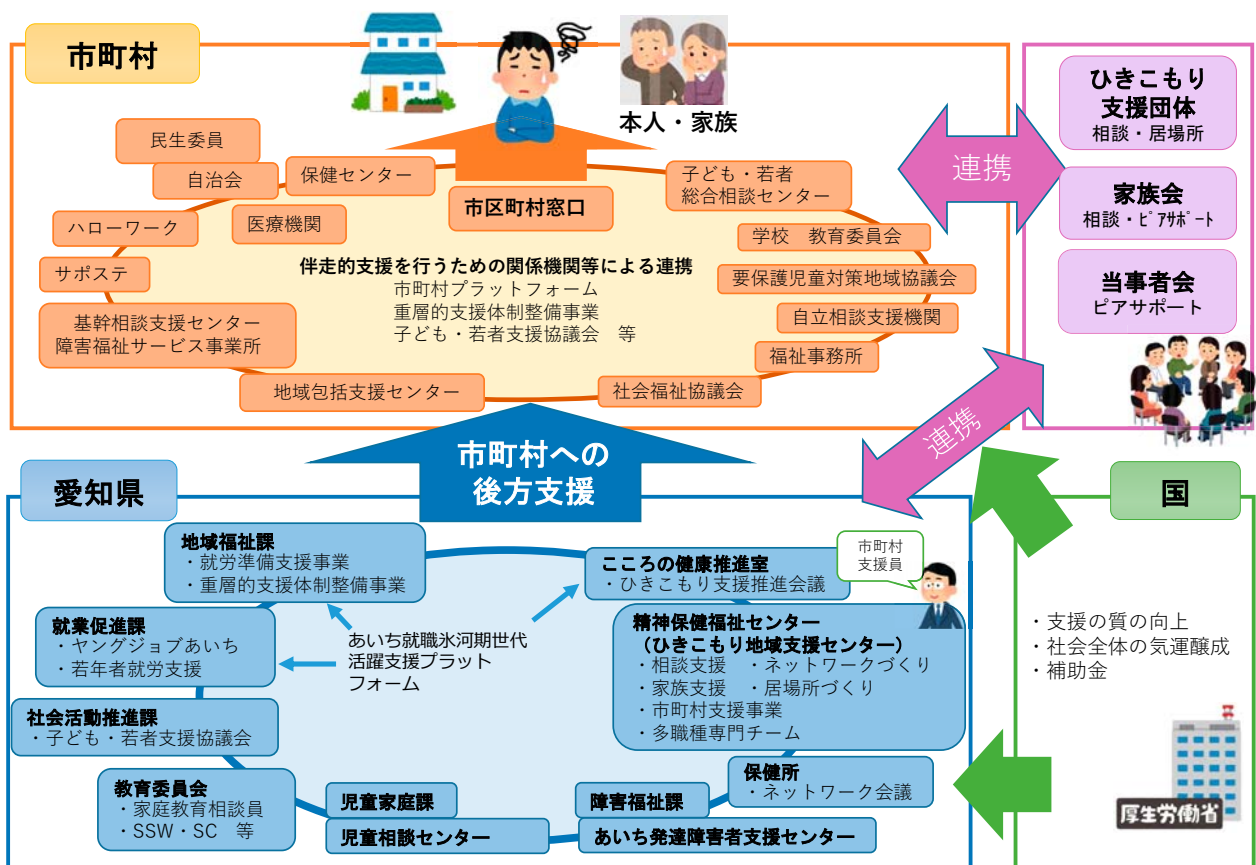 市町村
本人・家族
民生委員
自治会
保健センター
ハローワーク
医療機関
サポステ
基幹相談支援センター
障害福祉サービス事業所
地域包括支援センター
市区町村窓口
子ども・若者
総合相談センター
学校　教育委員会
要保護児童対策地域協議会
自立相談支援機関
福祉事務所
社会福祉協議会
伴走的支援を行うための関係機関等による連携
市町村プラットフォーム
重層的支援体制整備事業
子ども・若者支援協議会　等
連携
ひきこもり
支援団体
相談・居場所
家族会
相談・ピアサポート
当事者会
ピアサポート
連携
市町村への
後方支援
愛知県
地域福祉課
・就労準備支援事業
・重層的支援体制整備事業
こころの健康推進室
・ひきこもり支援推進会議
市町村
支援員
就業促進課
・ヤングジョブあいち
・若年者就労支援
あいち就職氷河期世代
活躍支援プラット
フォーム
精神保健福祉センター
（ひきこもり地域支援センター）
・相談支援　・ネットワークづくり
・家族支援　・居場所づくり
・市町村支援事業
・多職種専門チーム
社会活動推進課
・子ども・若者支援協議会
教育委員会
・家庭教育相談員
・SSW・SC　等
児童家庭課
児童相談センター
障害福祉課
あいち発達障害者支援センター
保健所
・ネットワーク会議
国
・支援の質の向上
・社会全体の気運醸成
・補助金
厚生労働省